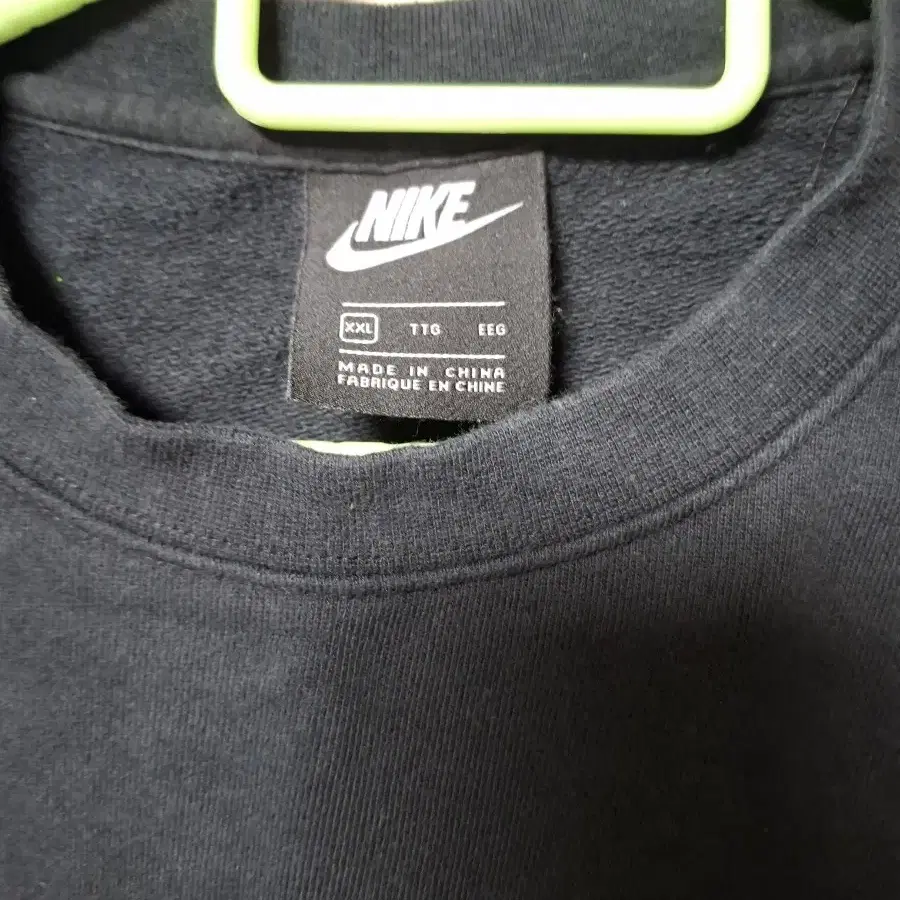 NIKE
XXL TTG EEG
MADE IN CHINA
FABRIQUE EN CHINE